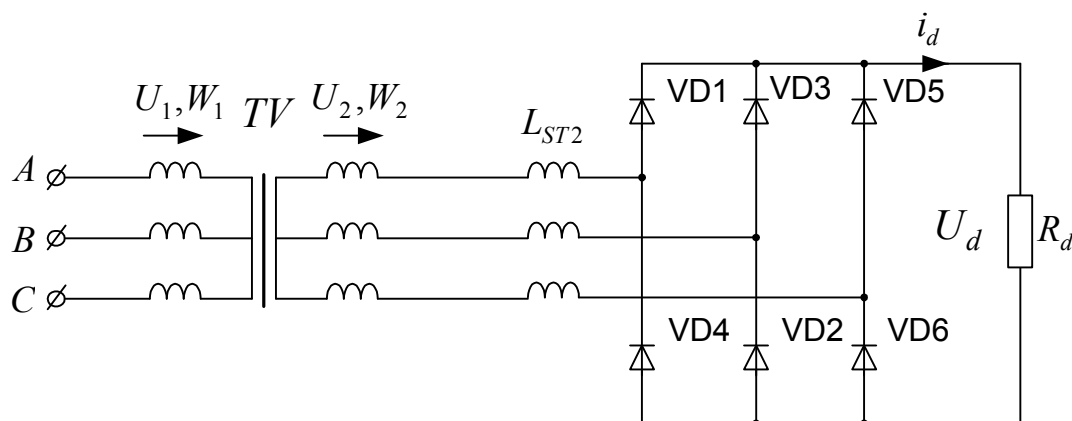 i_d
U_1,W_1 TV U_2,W_2
VD1 VD3 VD5
L_ST2
A
B
U_d R_d
C
VD4 VD2 VD6